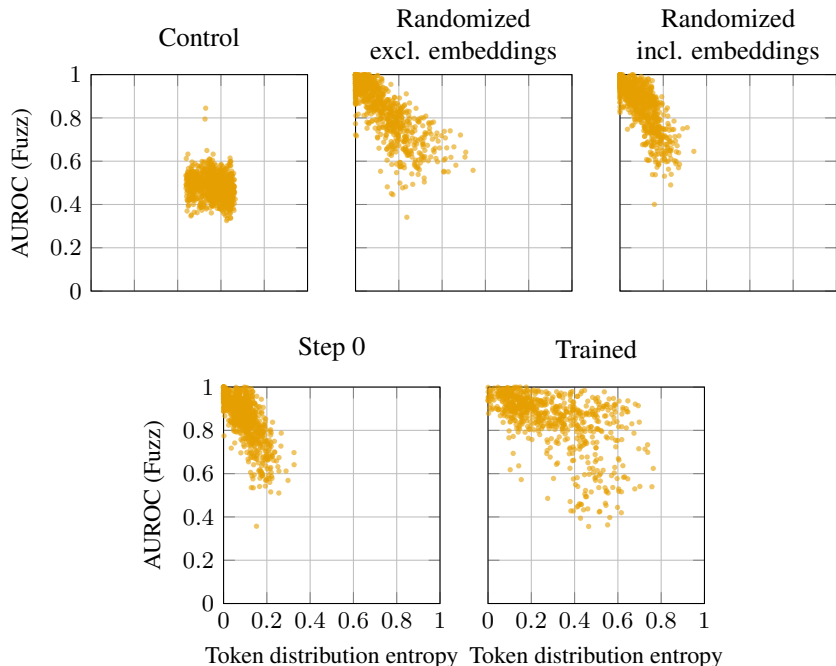 Control
Randomized
excl. embeddings
Randomized
incl. embeddings
1
0.8
0.6
0.4
0.2
0
AUROC (Fuzz)
Step 0
Trained
1
0.8
0.6
0.4
0.2
0
AUROC (Fuzz)
0 0.2 0.4 0.6 0.8 1
0 0.2 0.4 0.6 0.8 1
Token distribution entropy
Token distribution entropy